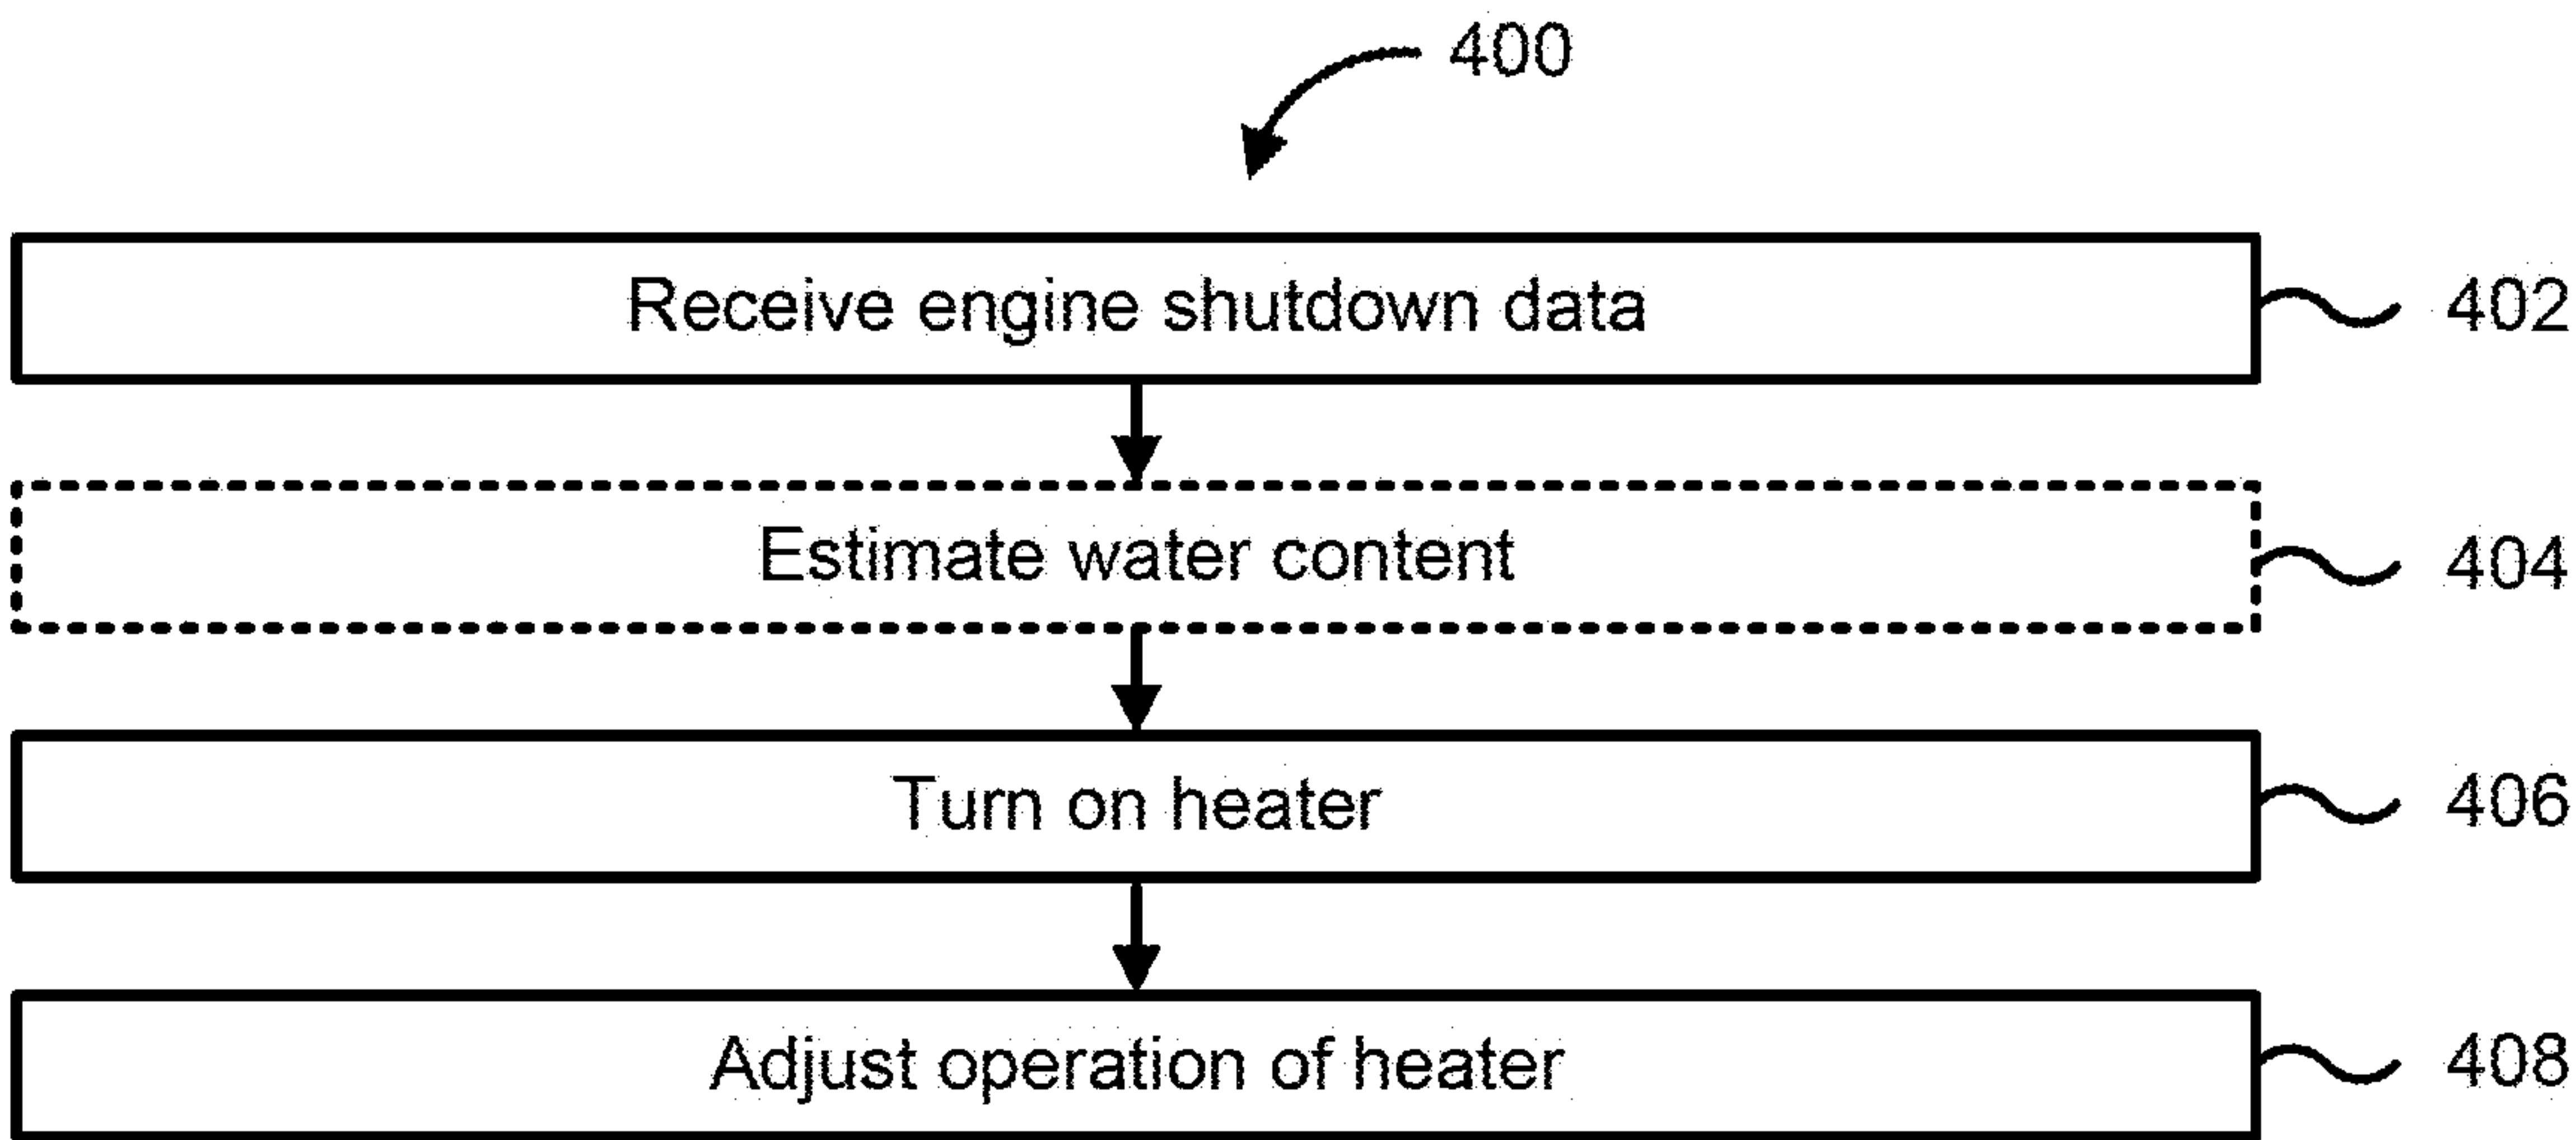 400
Receive engine shutdown data 402
Estimate water content 404
Turn on heater 406
Adjust operation of heater 408